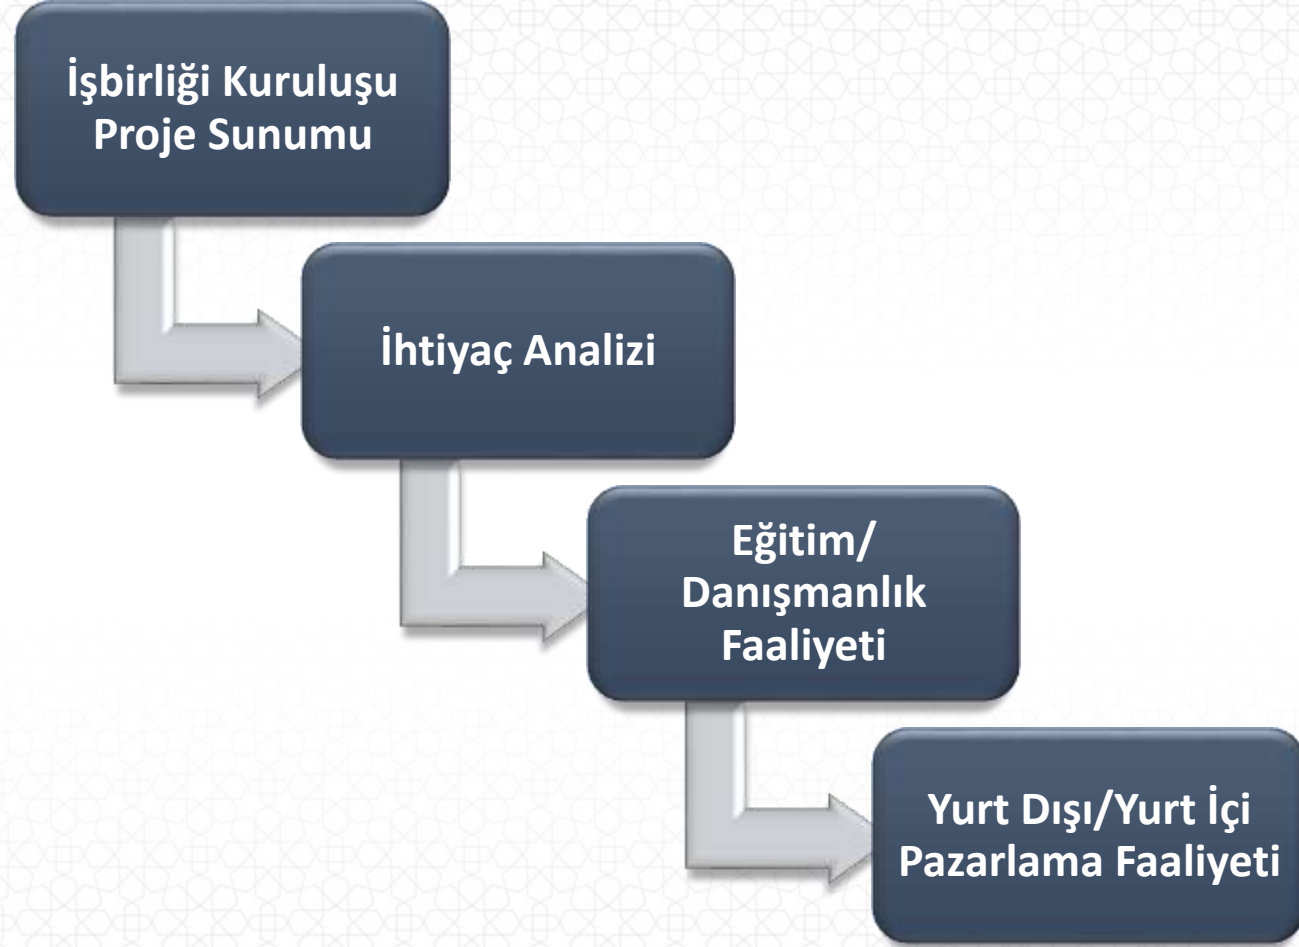 İşbirliği Kuruluşu
Proje Sunumu
İhtiyaç Analizi
Eğitim/
Danışmanlık
Faaliyeti
Yurt Dışı/Yurt İçi
Pazarlama Faaliyeti